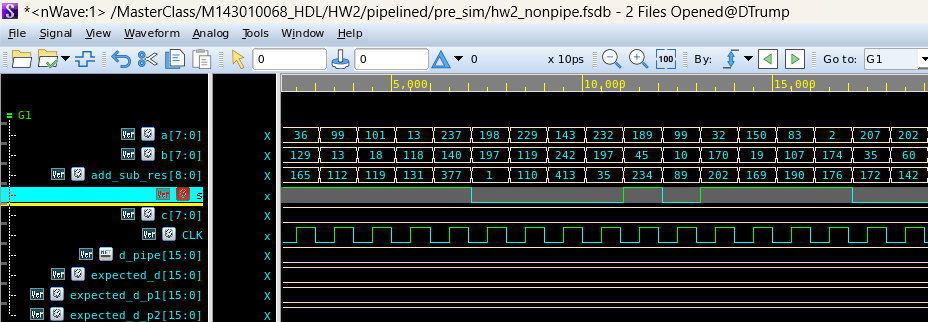 *<nWave:1> /MasterClass/M143010068_HDL/HW2/pipelined/pre_sim/hw2_nonpipe.fsdb - 2 Files Opened@DTrump
File Signal View Waveform Analog Tools Window Help
0 0 0 x 10ps 100 By: Go to: G1
5,000 10,000 15,000
G1
a[7:0] X 36 99 101 13 237 198 229 143 232 189 99 32 150 83 2 207 202
b[7:0] X 129 13 18 118 140 197 119 242 197 45 10 170 19 107 174 35 60
add_sub_res[8:0] X 165 112 119 131 377 1 110 413 35 234 89 202 169 190 176 172 142
s x
c[7:0] X
CLK x
d_pipe[15:0] X
expected_d[15:0] X
expected_d_p1[15:0] X
expected_d_p2[15:0] X